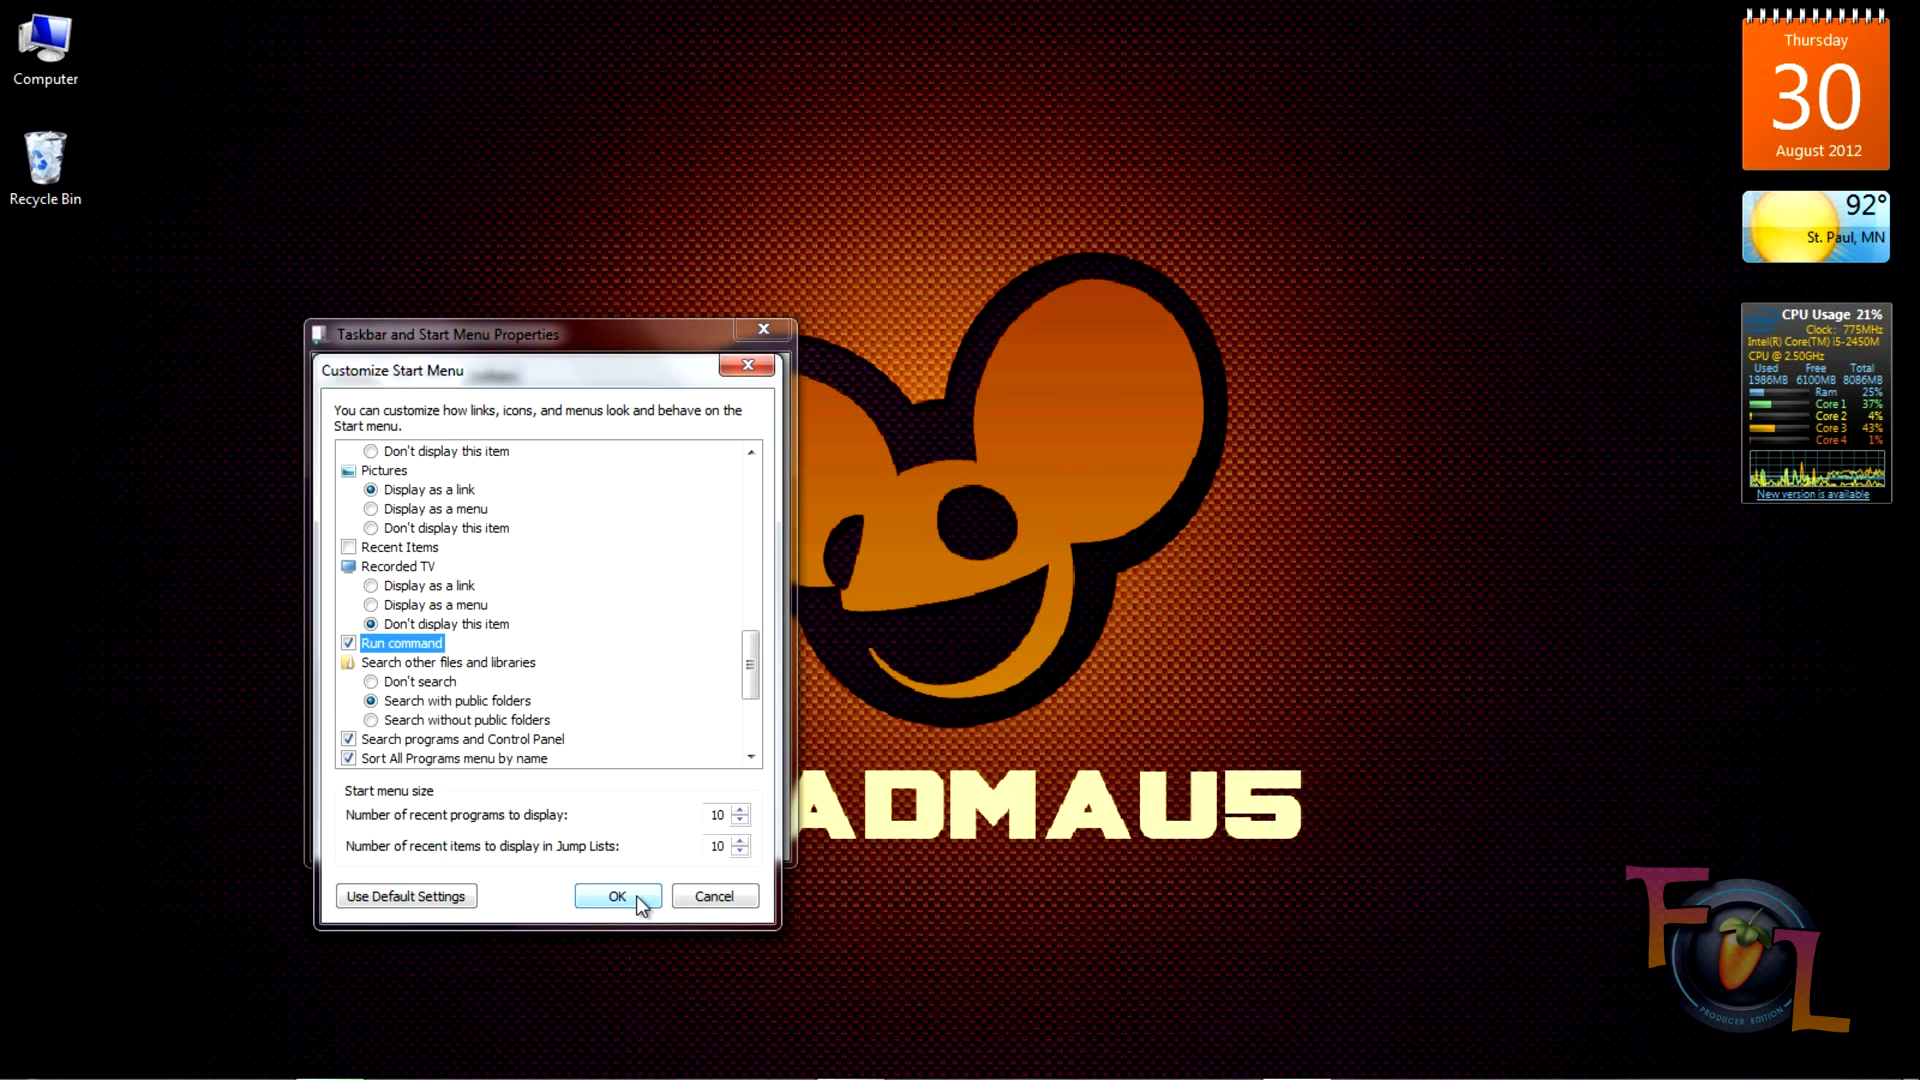 Computer
Recycle Bin
Thursday
30
August 2012
92°
St. Paul, MN
CPU Usage 21%
Clock: 775MHz
Intel(R) Core(TM) i5-2450M
CPU @ 2.50GHz
Used Free Total
1986MB 6100MB 8086MB
Ram 25%
Core 1 37%
Core 2 4%
Core 3 43%
Core 4 1%
New version is available
Taskbar and Start Menu Properties
Customize Start Menu
You can customize how links, icons, and menus look and behave on the
Start menu.
Don't display this item
Pictures
Display as a link
Display as a menu
Don't display this item
Recent Items
Recorded TV
Display as a link
Display as a menu
Don't display this item
Run command
Search other files and libraries
Don't search
Search with public folders
Search without public folders
Search programs and Control Panel
Sort All Programs menu by name
Start menu size
Number of recent programs to display: 10
Number of recent items to display in Jump Lists: 10
Use Default Settings OK Cancel
ADMAU5
FL
PRODUCER EDITION